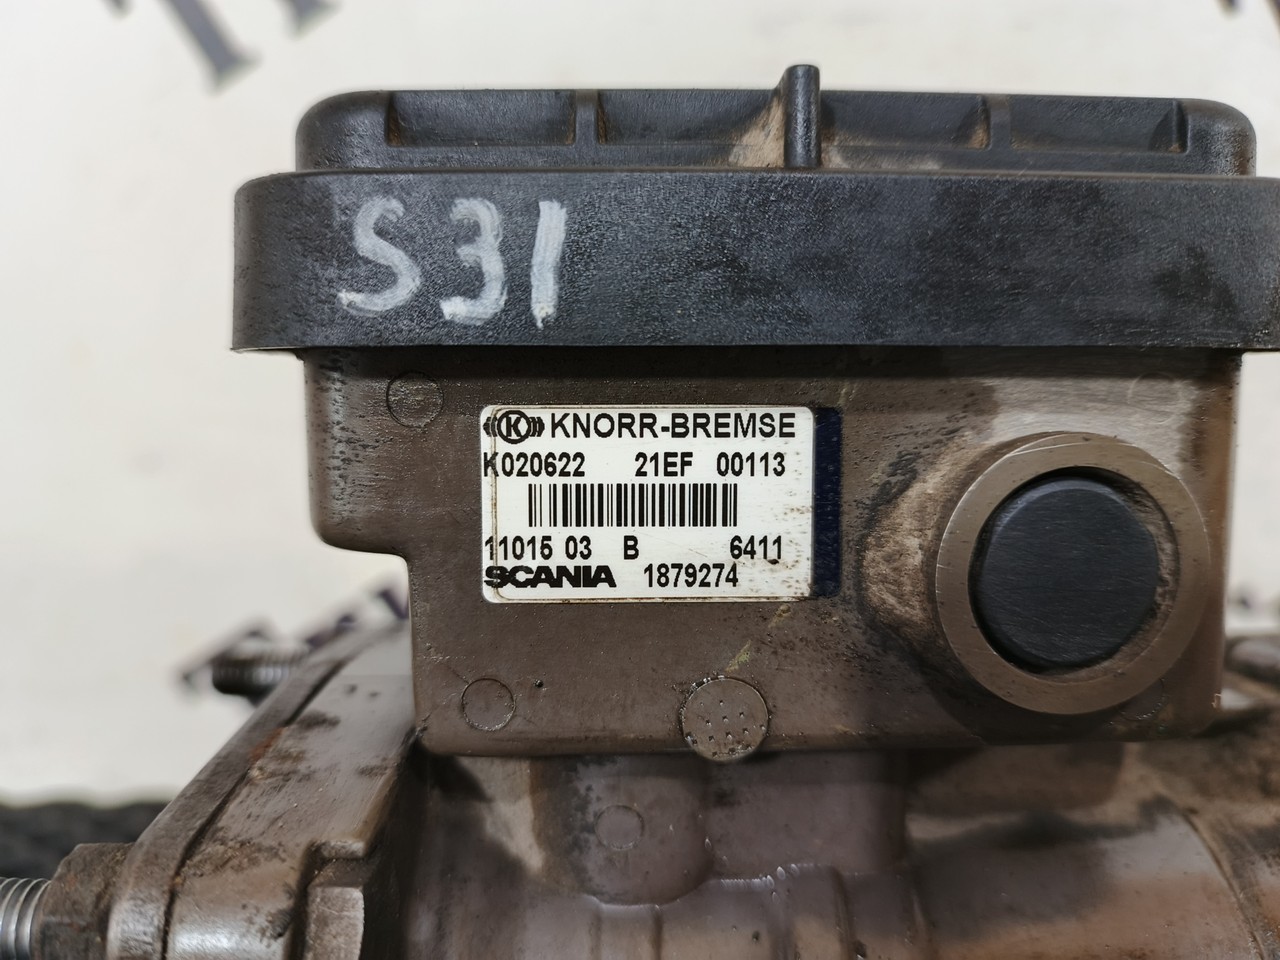 S31
KNORR-BREMSE
K020622 21EF 00113
11015 03 B 6411
SCANIA 1879274